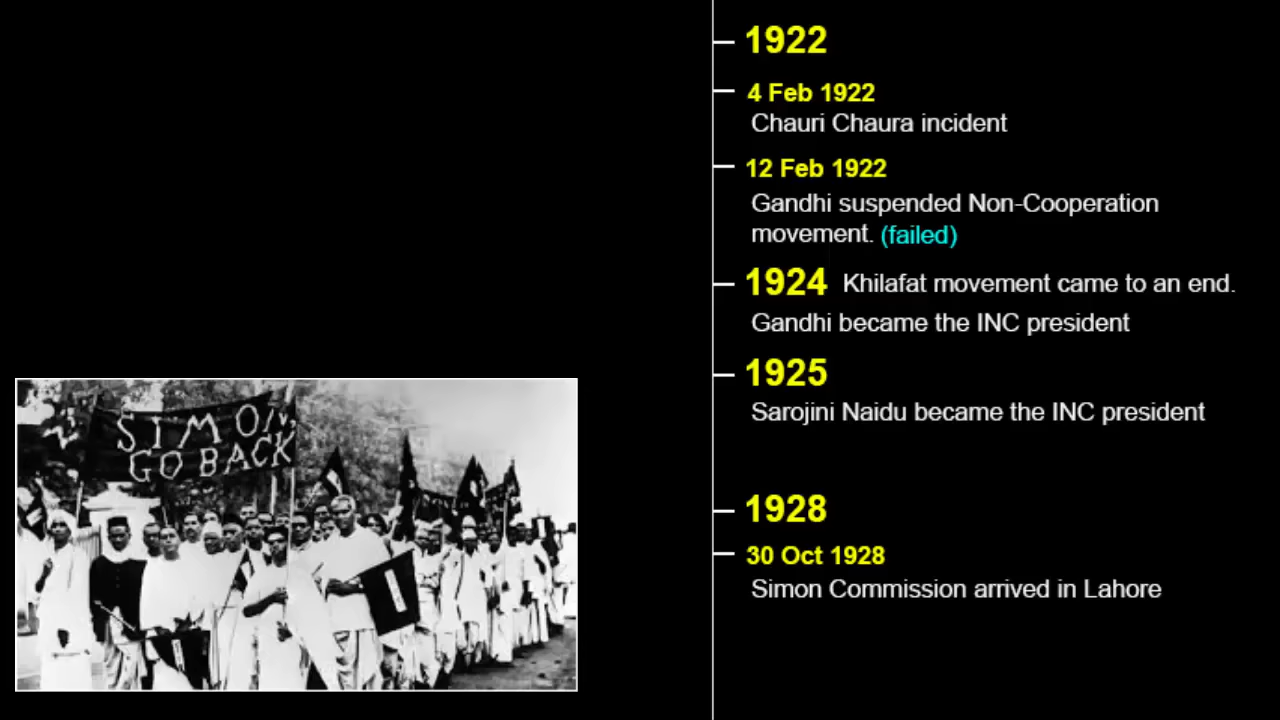 1922
4 Feb 1922
Chauri Chaura incident
12 Feb 1922
Gandhi suspended Non-Cooperation
movement. (failed)
1924 Khilafat movement came to an end.
Gandhi became the INC president
1925
Sarojini Naidu became the INC president
1928
30 Oct 1928
Simon Commission arrived in Lahore
SIMON,
GO BACK